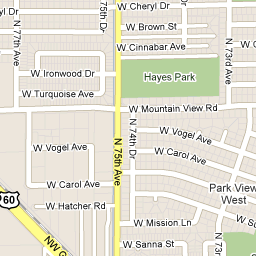 W Cheryl Dr
N 75th Dr.
N 77th Ave
W Brown St
W Cinnabar Ave
N 73rd Ave
W Ironwood Dr
Hayes Park
W Turquoise Ave
W Mountain View Rd
N 74th Dr
W Vogel Ave
N 75th Ave
W Vogel Ave
W Carol Ave
W Carol Ave
Park View
West
60
W Hatcher Rd
W Mission Ln
NW G
N 73
W Sanna St